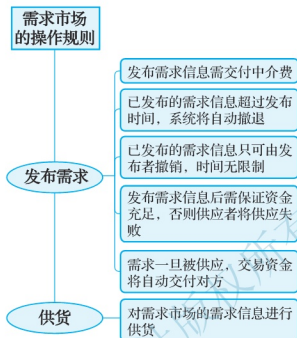 需求市场
的操作规则
发布需求信息需交付中介费
已发布的需求信息超过发布
时间，系统将自动撤退
已发布的需求信息只可由发
布者撤销，时间无限制
发布需求
发布需求信息后需保证资金
充足，否则供应者将供应失
败
需求一旦被供应，交易资金
将自动交付对方
供货
对需求市场的需求信息进行
供货
版权所有